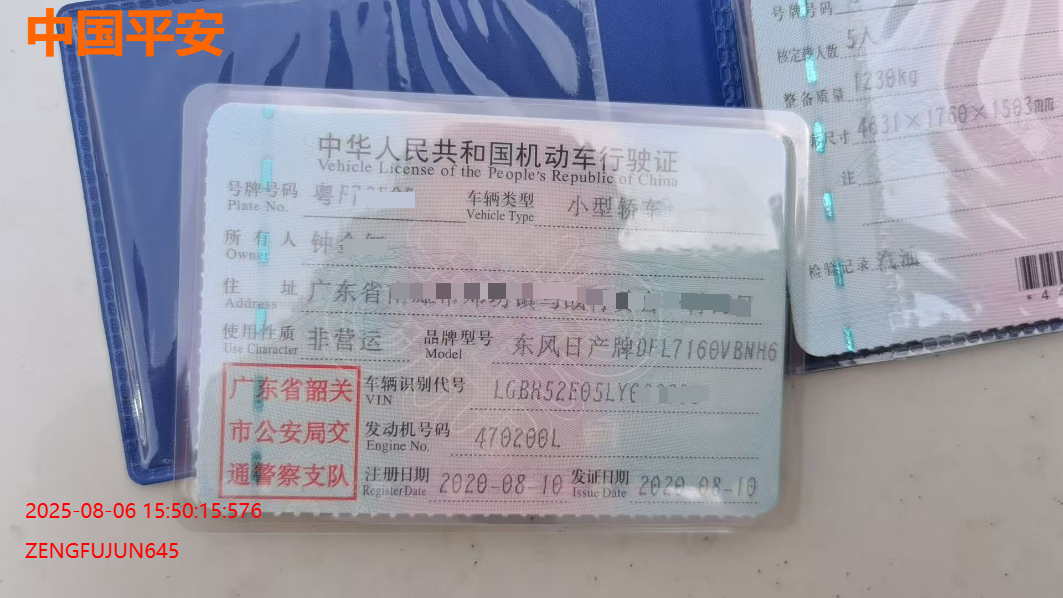 中国平安
中华人民共和国机动车行驶证
Vehicle License of the People's Republic of China
号牌号码 粤F7
Plate No.
车辆类型 小型轿车
Vehicle Type
所有人 钟
Owner
住址 广东省
Address
使用性质 非营运
Use Character
品牌型号 东风日产牌DFL7160VBNH6
Model
广东省韶关
市公安局交
通警察支队
车辆识别代号 LGBH52E05LY
VIN
发动机号码 470200L
Engine No.
注册日期 2020-08-10
Register Date
发证日期 2020-08-10
Issue Date
号牌号码
核定载人数 5人
整备质量 1230kg
尺寸 4631×1760×1503mm
注
检验记录 汽油
*44
2025-08-06 15:50:15:576
ZENGFUJUN645